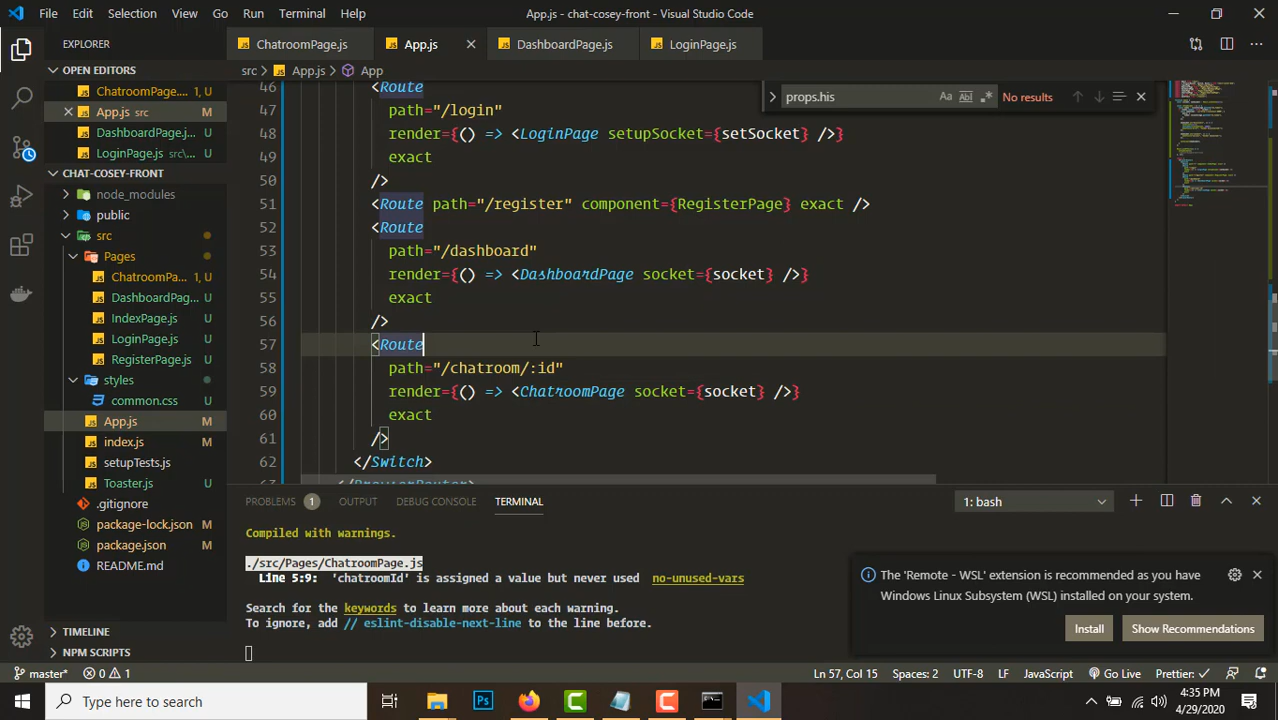 File Edit Selection View Go Run Terminal Help App.js - chat-cosey-front - Visual Studio Code
EXPLORER
ChatroomPage.js App.js DashboardPage.js LoginPage.js
src > App.js > App
OPEN EDITORS
ChatroomPage.... 1, U
App.js src M
DashboardPage.j... U
LoginPage.js src\... U
CHAT-COSEY-FRONT
node_modules
public
src
Pages
ChatroomPa... 1, U
DashboardPag... U
IndexPage.js U
LoginPage.js U
RegisterPage.js U
styles
common.css U
App.js M
index.js M
setupTests.js
Toaster.js U
.gitignore
package-lock.json M
package.json M
README.md
TIMELINE
NPM SCRIPTS
props.his Aa Ab| .* No results
46 <Route
47 path="/login"
48 render={() => <LoginPage setupSocket={setSocket} />}
49 exact
50 />
51 <Route path="/register" component={RegisterPage} exact />
52 <Route
53 path="/dashboard"
54 render={() => <DashboardPage socket={socket} />}
55 exact
56 />
57 <Route
58 path="/chatroom/:id"
59 render={() => <ChatroomPage socket={socket} />}
60 exact
61 />
62 </Switch>
63 </BrowserRouter>
PROBLEMS 1 OUTPUT DEBUG CONSOLE TERMINAL 1: bash
Compiled with warnings.
./src/Pages/ChatroomPage.js
Line 5:9: 'chatroomId' is assigned a value but never used no-unused-vars
Search for the keywords to learn more about each warning.
To ignore, add // eslint-disable-next-line to the line before.
The 'Remote - WSL' extension is recommended as you have
Windows Linux Subsystem (WSL) installed on your system.
Install Show Recommendations
master* 0 1 Ln 57, Col 15 Spaces: 2 UTF-8 LF JavaScript Go Live Prettier: ✓
Type here to search
Ps
4:35 PM
4/29/2020